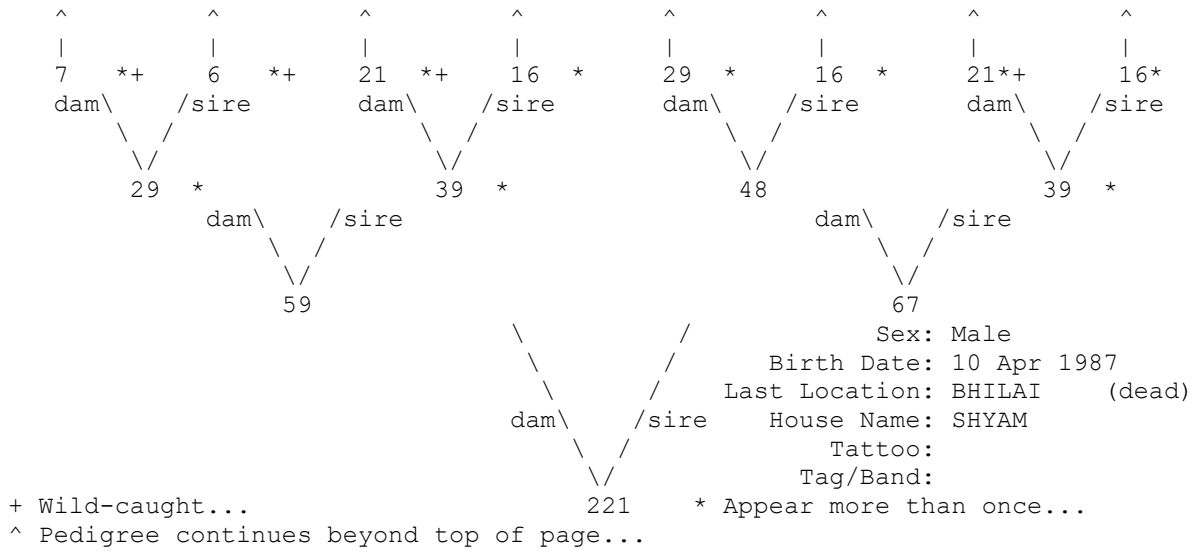 ^ ^ ^ ^ ^ ^ ^ ^
| | | | | | | |
7 *+ 6 *+ 21 *+ 16 * 29 * 16 * 21*+ 16*
dam\ /sire dam\ /sire dam\ /sire dam\ /sire
\ / \ / \ / \ /
\/ \/ \/ \/
29 * 39 * 48 39 *
dam\ /sire dam\ /sire
\ / \ /
\/ \/
59 67
\ / Sex: Male
\ / Birth Date: 10 Apr 1987
\ / Last Location: BHILAI (dead)
dam\ /sire House Name: SHYAM
\ / Tattoo:
\/ Tag/Band:
+ Wild-caught... 221 * Appear more than once...
^ Pedigree continues beyond top of page...